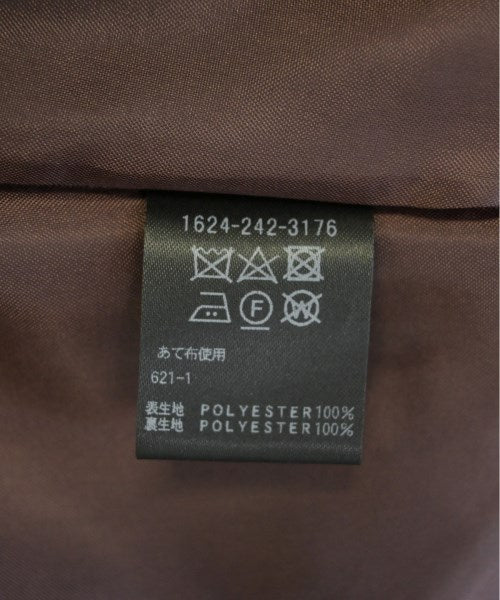 1624-242-3176
F W
あて布使用
621-1
表生地 POLYESTER100%
裏生地 POLYESTER100%